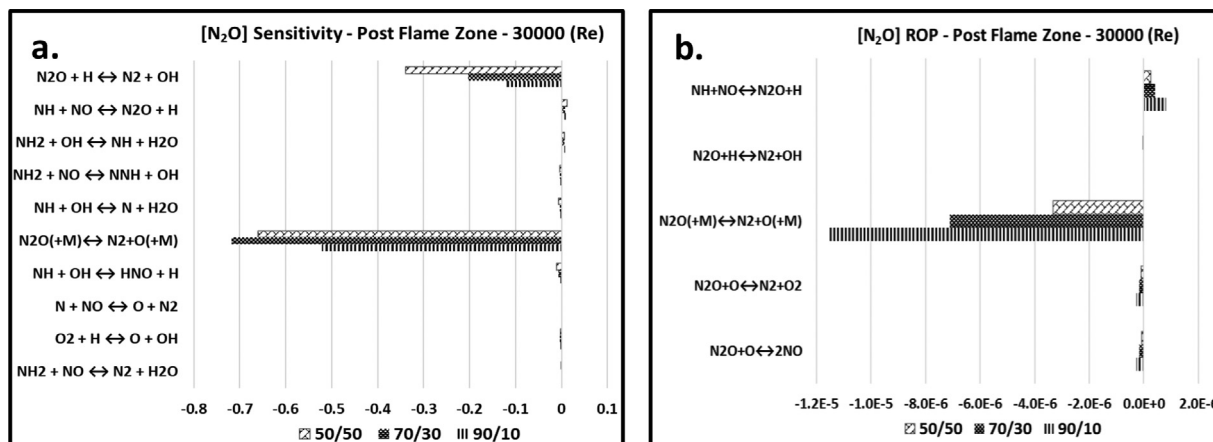 a.
[N₂O] Sensitivity - Post Flame Zone - 30000 (Re)
N2O + H ↔ N2 + OH
NH + NO ↔ N2O + H
NH2 + OH ↔ NH + H2O
NH2 + NO ↔ NNH + OH
NH + OH ↔ N + H2O
N2O(+M)↔ N2+O(+M)
NH + OH ↔ HNO + H
N + NO ↔ O + N2
O2 + H ↔ O + OH
NH2 + NO ↔ N2 + H2O
-0.8 -0.7 -0.6 -0.5 -0.4 -0.3 -0.2 -0.1 0 0.1
50/50 70/30 90/10
b.
[N₂O] ROP - Post Flame Zone - 30000 (Re)
NH+NO↔N2O+H
N2O+H↔N2+OH
N2O(+M)↔N2+O(+M)
N2O+O↔N2+O2
N2O+O↔2NO
-1.2E-5 -1.0E-5 -8.0E-6 -6.0E-6 -4.0E-6 -2.0E-6 0.0E+0 2.0E-6
50/50 70/30 90/10